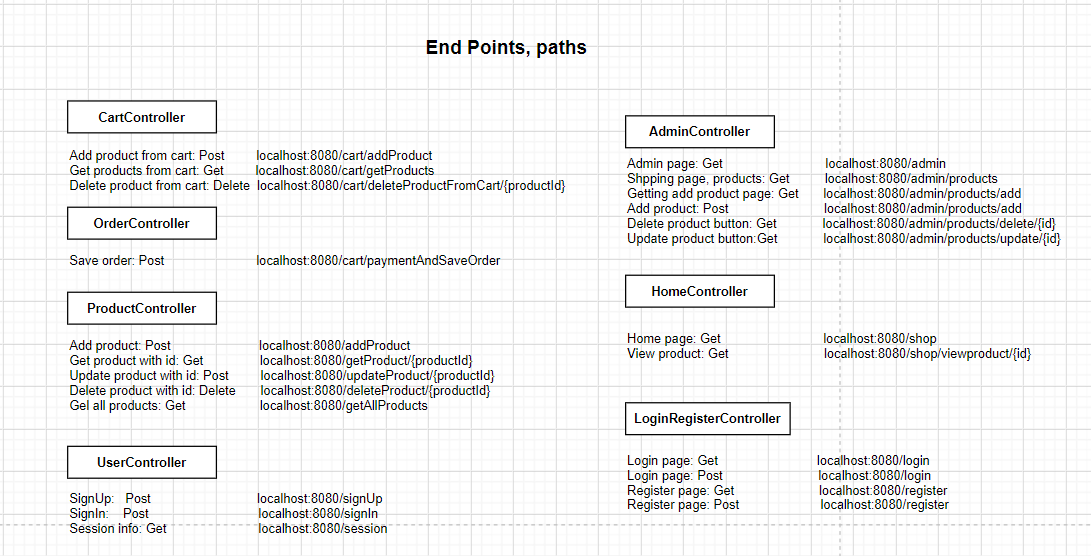 End Points, paths
CartController
Add product from cart: Post localhost:8080/cart/addProduct
Get products from cart: Get localhost:8080/cart/getProducts
Delete product from cart: Delete localhost:8080/cart/deleteProductFromCart/{productId}
OrderController
Save order: Post localhost:8080/cart/paymentAndSaveOrder
ProductController
Add product: Post localhost:8080/addProduct
Get product with id: Get localhost:8080/getProduct/{productId}
Update product with id: Post localhost:8080/updateProduct/{productId}
Delete product with id: Delete localhost:8080/deleteProduct/{productId}
Gel all products: Get localhost:8080/getAllProducts
UserController
SignUp: Post localhost:8080/signUp
SignIn: Post localhost:8080/signIn
Session info: Get localhost:8080/session
AdminController
Admin page: Get localhost:8080/admin
Shpping page, products: Get localhost:8080/admin/products
Getting add product page: Get localhost:8080/admin/products/add
Add product: Post localhost:8080/admin/products/add
Delete product button: Get localhost:8080/admin/products/delete/{id}
Update product button:Get localhost:8080/admin/products/update/{id}
HomeController
Home page: Get localhost:8080/shop
View product: Get localhost:8080/shop/viewproduct/{id}
LoginRegisterController
Login page: Get localhost:8080/login
Login page: Post localhost:8080/login
Register page: Get localhost:8080/register
Register page: Post localhost:8080/register